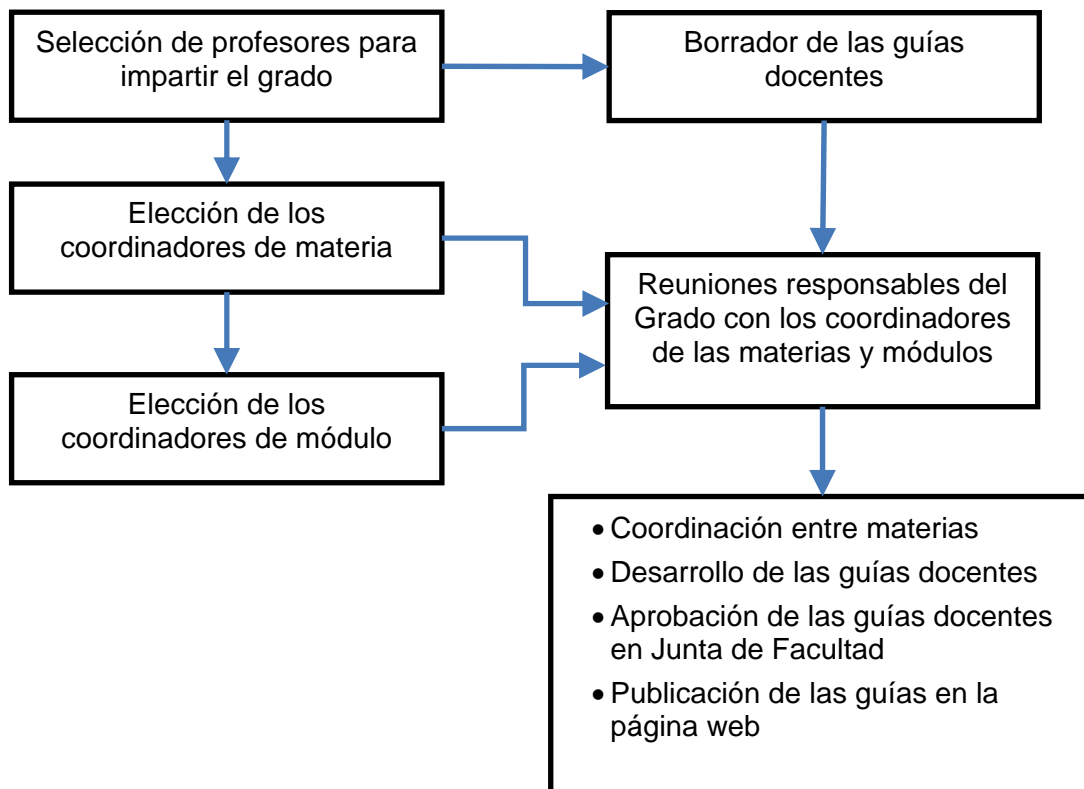 Selección de profesores para
impartir el grado
Borrador de las guías
docentes
Elección de los
coordinadores de materia
Reuniones responsables del
Grado con los coordinadores
de las materias y módulos
Elección de los
coordinadores de módulo
• Coordinación entre materias
• Desarrollo de las guías docentes
• Aprobación de las guías docentes
en Junta de Facultad
• Publicación de las guías en la
página web